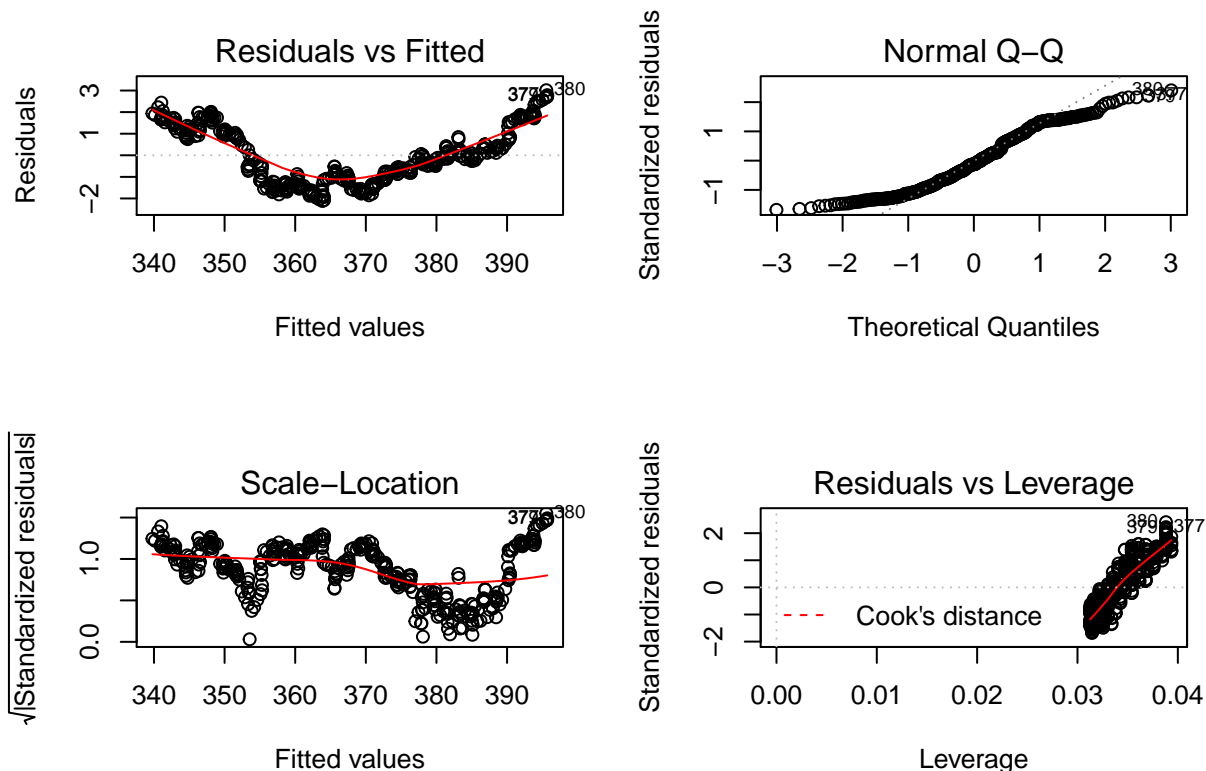 Residuals vs Fitted
Residuals
3
1
−2
380
340 350 360 370 380 390
Fitted values
Normal Q−Q
Standardized residuals
1
−1
−3 −2 −1 0 1 2 3
Theoretical Quantiles
Scale−Location
√|Standardized residuals|
1.0
0.0
380
340 350 360 370 380 390
Fitted values
Residuals vs Leverage
Standardized residuals
2
0
−2
380
379 377
Cook's distance
0.00 0.01 0.02 0.03 0.04
Leverage